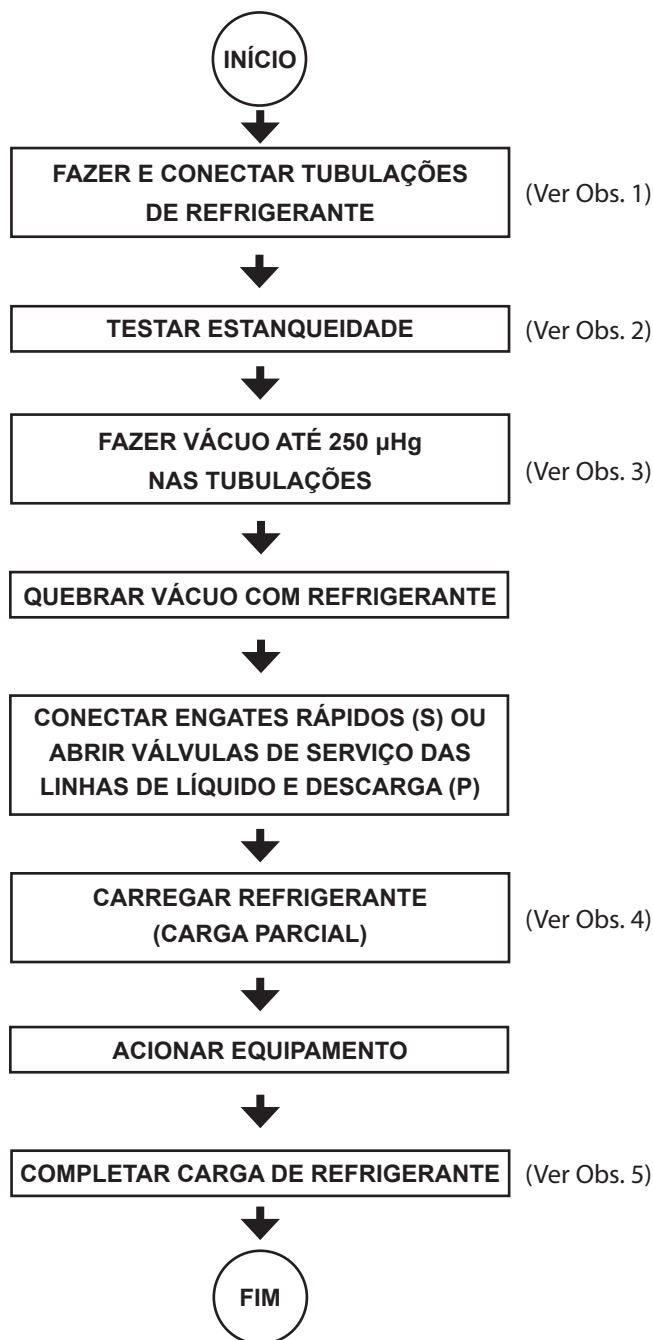 INÍCIO
FAZER E CONECTAR TUBULAÇÕES
DE REFRIGERANTE
(Ver Obs. 1)
TESTAR ESTANQUEIDADE
(Ver Obs. 2)
FAZER VÁCUO ATÉ 250 µHg
NAS TUBULAÇÕES
(Ver Obs. 3)
QUEBRAR VÁCUO COM REFRIGERANTE
CONECTAR ENGATES RÁPIDOS (S) OU
ABRIR VÁLVULAS DE SERVIÇO DAS
LINHAS DE LÍQUIDO E DESCARGA (P)
CARREGAR REFRIGERANTE
(CARGA PARCIAL)
(Ver Obs. 4)
ACIONAR EQUIPAMENTO
COMPLETAR CARGA DE REFRIGERANTE
(Ver Obs. 5)
FIM